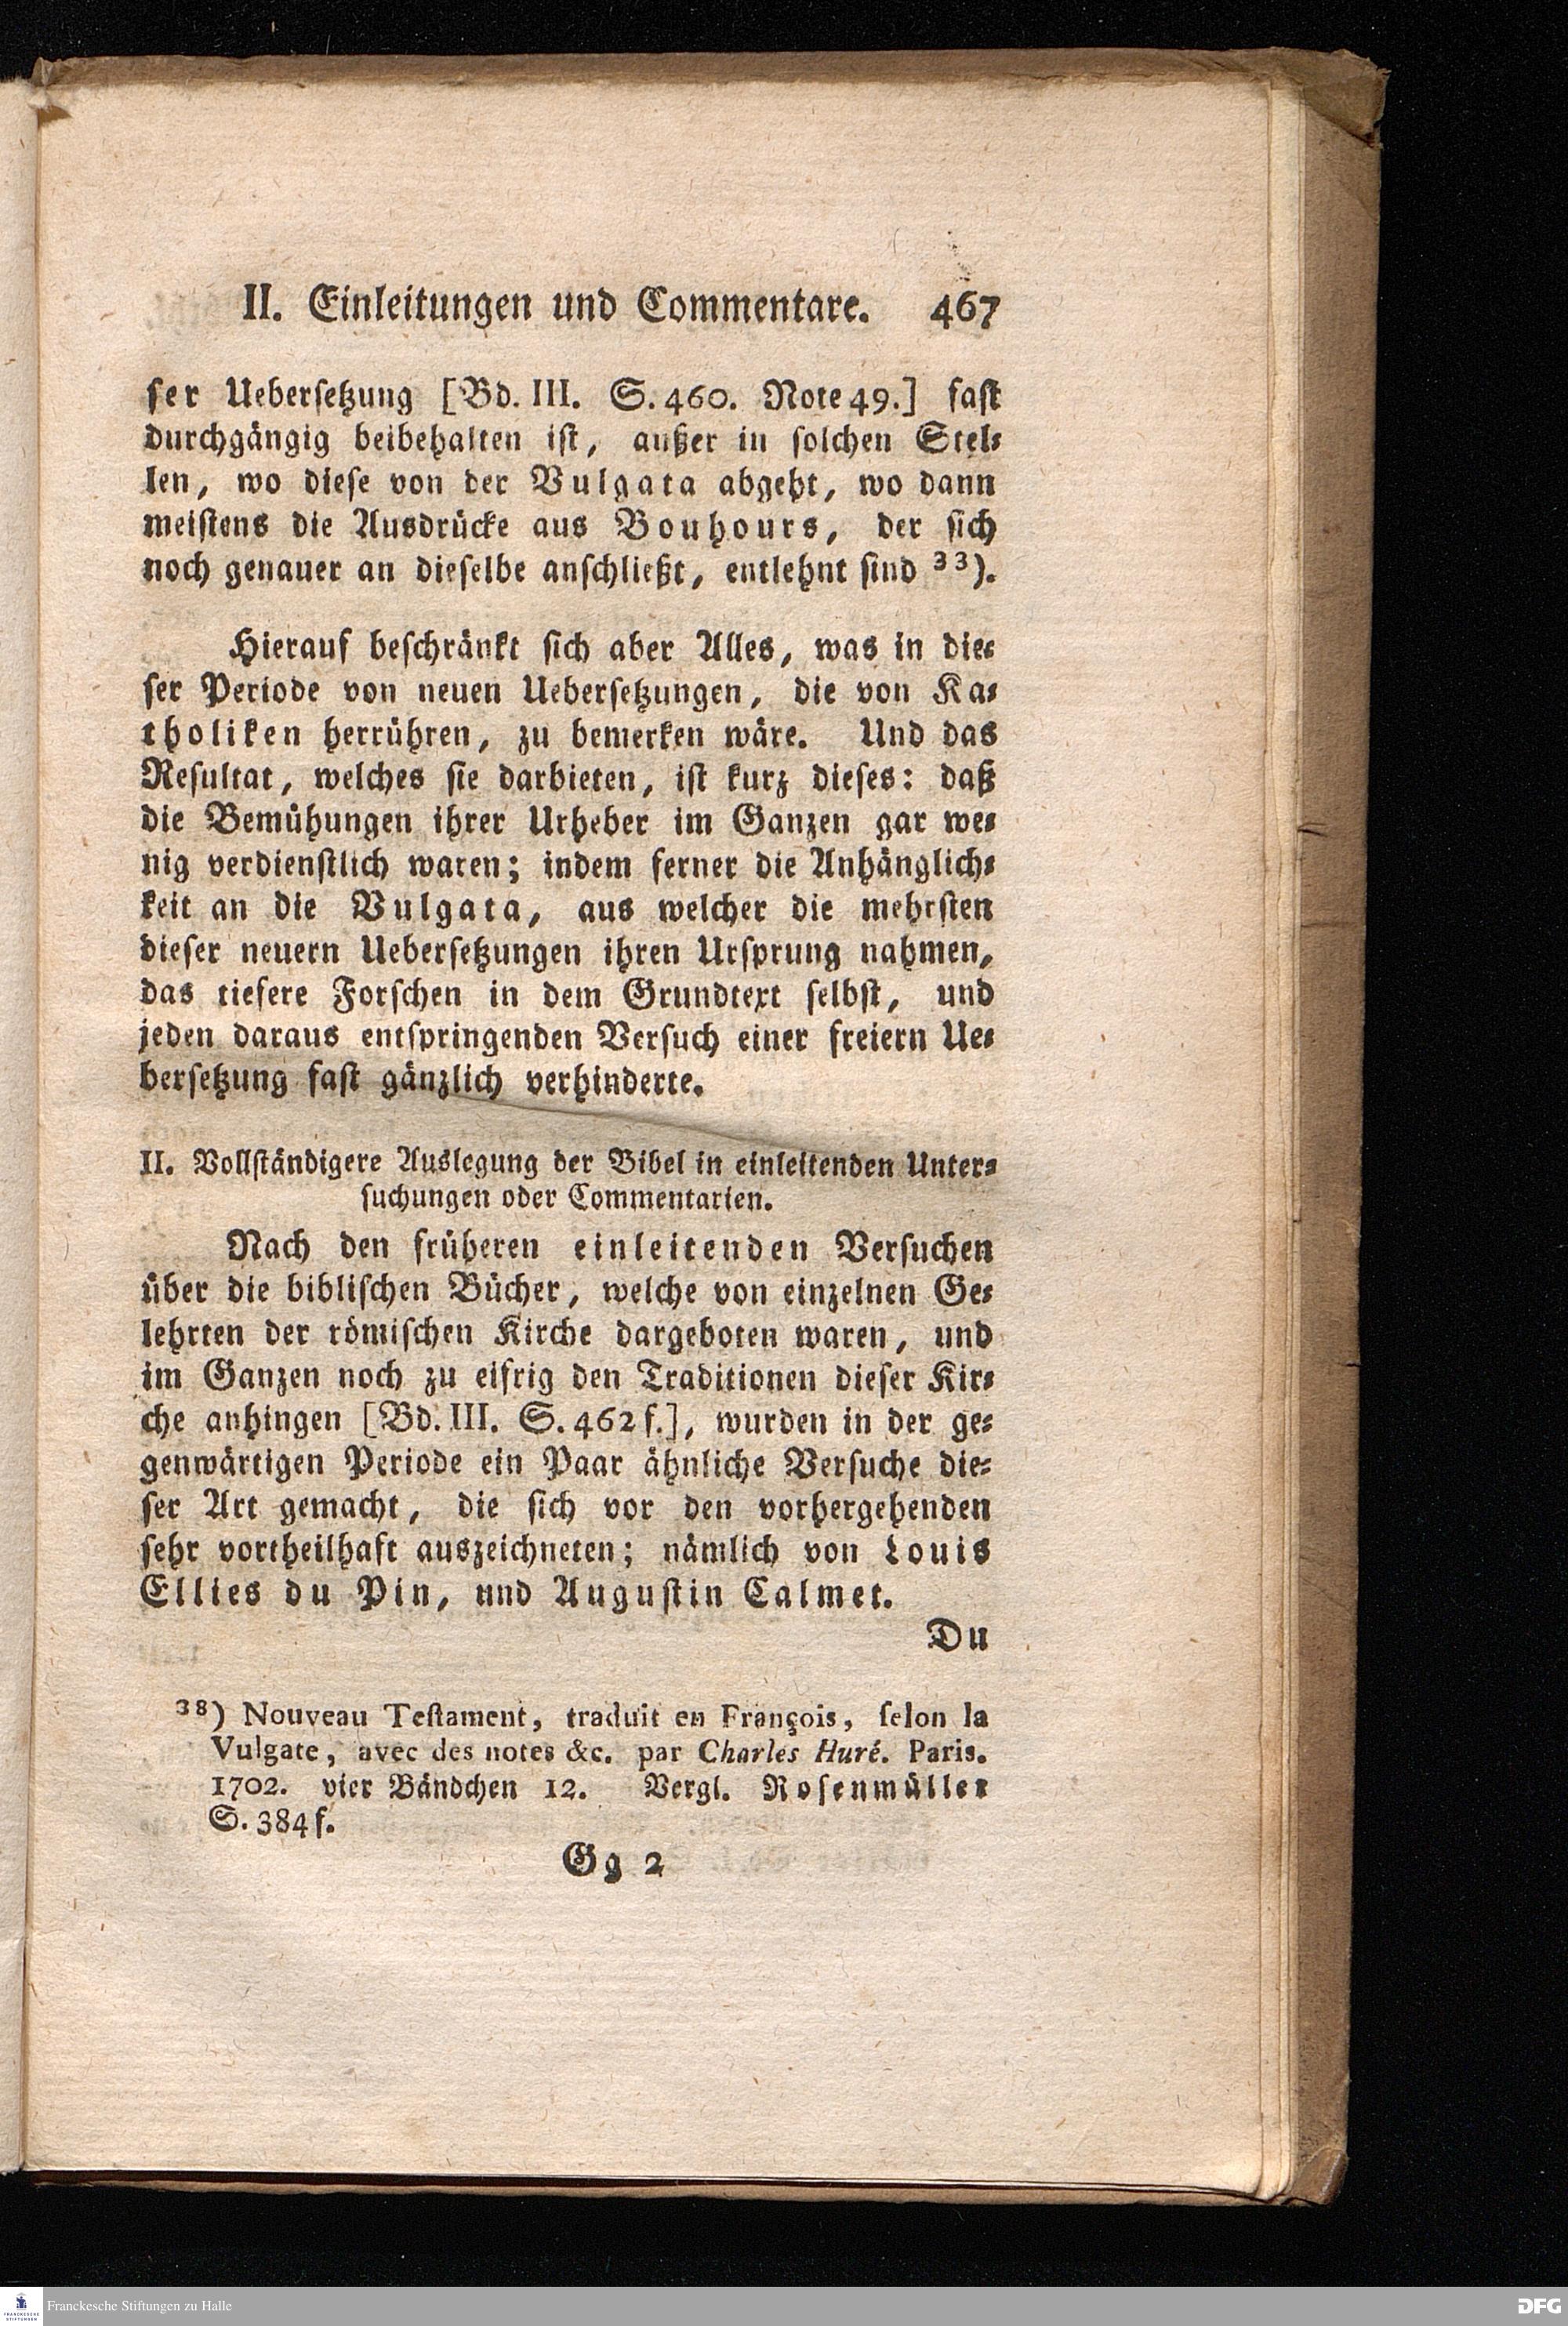 II. Einleitungen und Commentare. 467
ser Uebersetzung [Bd. III. S. 460. Note 49.] fast
durchgängig beibehalten ist, außer in solchen Stel-
len, wo diese von der Vulgata abgeht, wo dann
meistens die Ausdrücke aus Bouhours, der sich
noch genauer an dieselbe anschließt, entlehnt sind ³³).
Hierauf beschränkt sich aber Alles, was in die-
ser Periode von neuen Uebersetzungen, die von Ka-
tholiken herrühren, zu bemerken wäre. Und das
Resultat, welches sie darbieten, ist kurz dieses: daß
die Bemühungen ihrer Urheber im Ganzen gar we-
nig verdienstlich waren; indem ferner die Anhänglich-
keit an die Vulgata, aus welcher die mehrsten
dieser neuern Uebersetzungen ihren Ursprung nahmen,
das tiefere Forschen in dem Grundtext selbst, und
jeden daraus entspringenden Versuch einer freiern Ue-
bersetzung fast gänzlich verhinderte.
II. Vollständigere Auslegung der Bibel in einleitenden Unter-
suchungen oder Commentarien.
Nach den früheren einleitenden Versuchen
über die biblischen Bücher, welche von einzelnen Ge-
lehrten der römischen Kirche dargeboten waren, und
im Ganzen noch zu eifrig den Traditionen dieser Kir-
che anhingen [Bd. III. S. 462 f.], wurden in der ge-
genwärtigen Periode ein Paar ähnliche Versuche die-
ser Art gemacht, die sich vor den vorhergehenden
sehr vortheilhaft auszeichneten; nämlich von Louis
Ellies du Pin, und Augustin Calmet.
Du
³⁸) Nouveau Testament, traduit en François, selon la
Vulgate, avec des notes &c. par Charles Huré. Paris.
1702. vier Bändchen 12. Vergl. Rosenmüller
S. 384 f.
Gg 2
FRANCKESCHE
STIFTUNGEN
Franckesche Stiftungen zu Halle
DFG